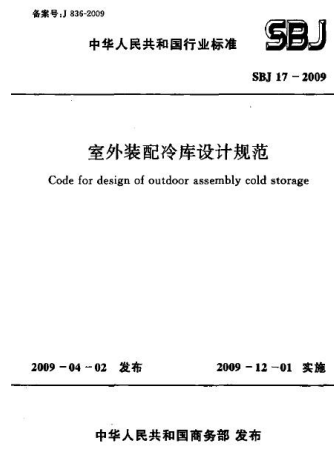 备案号:J 836-2009
中华人民共和国行业标准
SBJ
SBJ 17-2009
室外装配冷库设计规范
Code for design of outdoor assembly cold storage
2009-04-02 发布
2009-12-01 实施
中华人民共和国商务部 发布